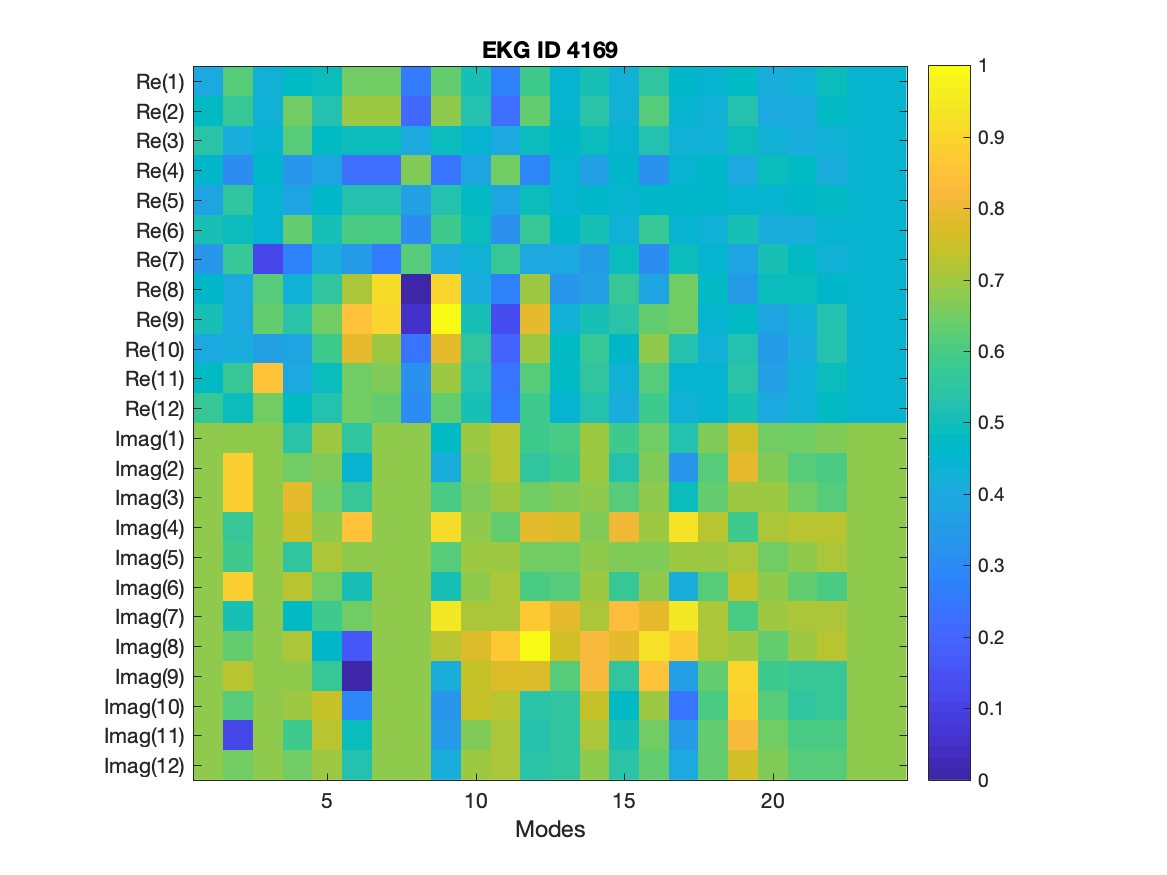 EKG ID 4169
Re(1)
Re(2)
Re(3)
Re(4)
Re(5)
Re(6)
Re(7)
Re(8)
Re(9)
Re(10)
Re(11)
Re(12)
Imag(1)
Imag(2)
Imag(3)
Imag(4)
Imag(5)
Imag(6)
Imag(7)
Imag(8)
Imag(9)
Imag(10)
Imag(11)
Imag(12)
5 10 15 20
Modes
1
0.9
0.8
0.7
0.6
0.5
0.4
0.3
0.2
0.1
0